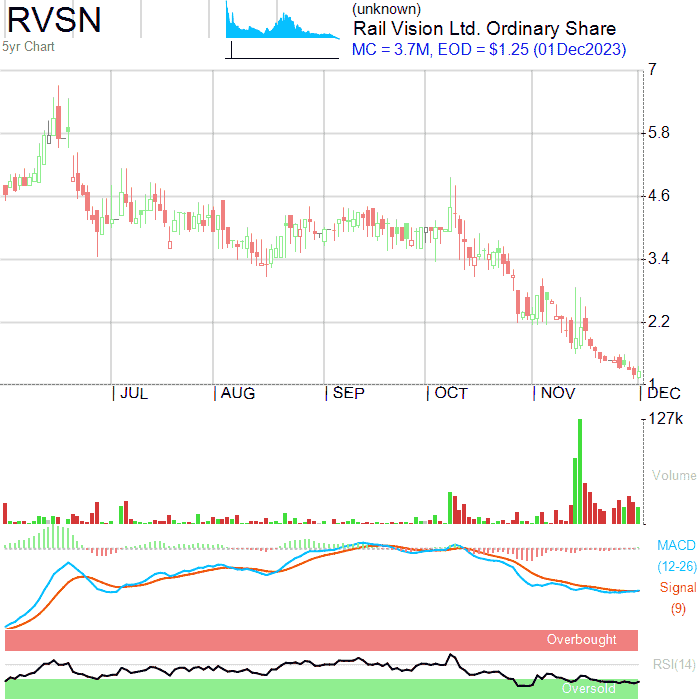 RVSN
5yr Chart
(unknown)
Rail Vision Ltd. Ordinary Share
MC = 3.7M, EOD = $1.25 (01Dec2023)
7
5.8
4.6
3.4
2.2
1
JUL AUG SEP OCT NOV DEC
127k
Volume
MACD
(12-26)
Signal
(9)
Overbought
RSI(14)
Oversold